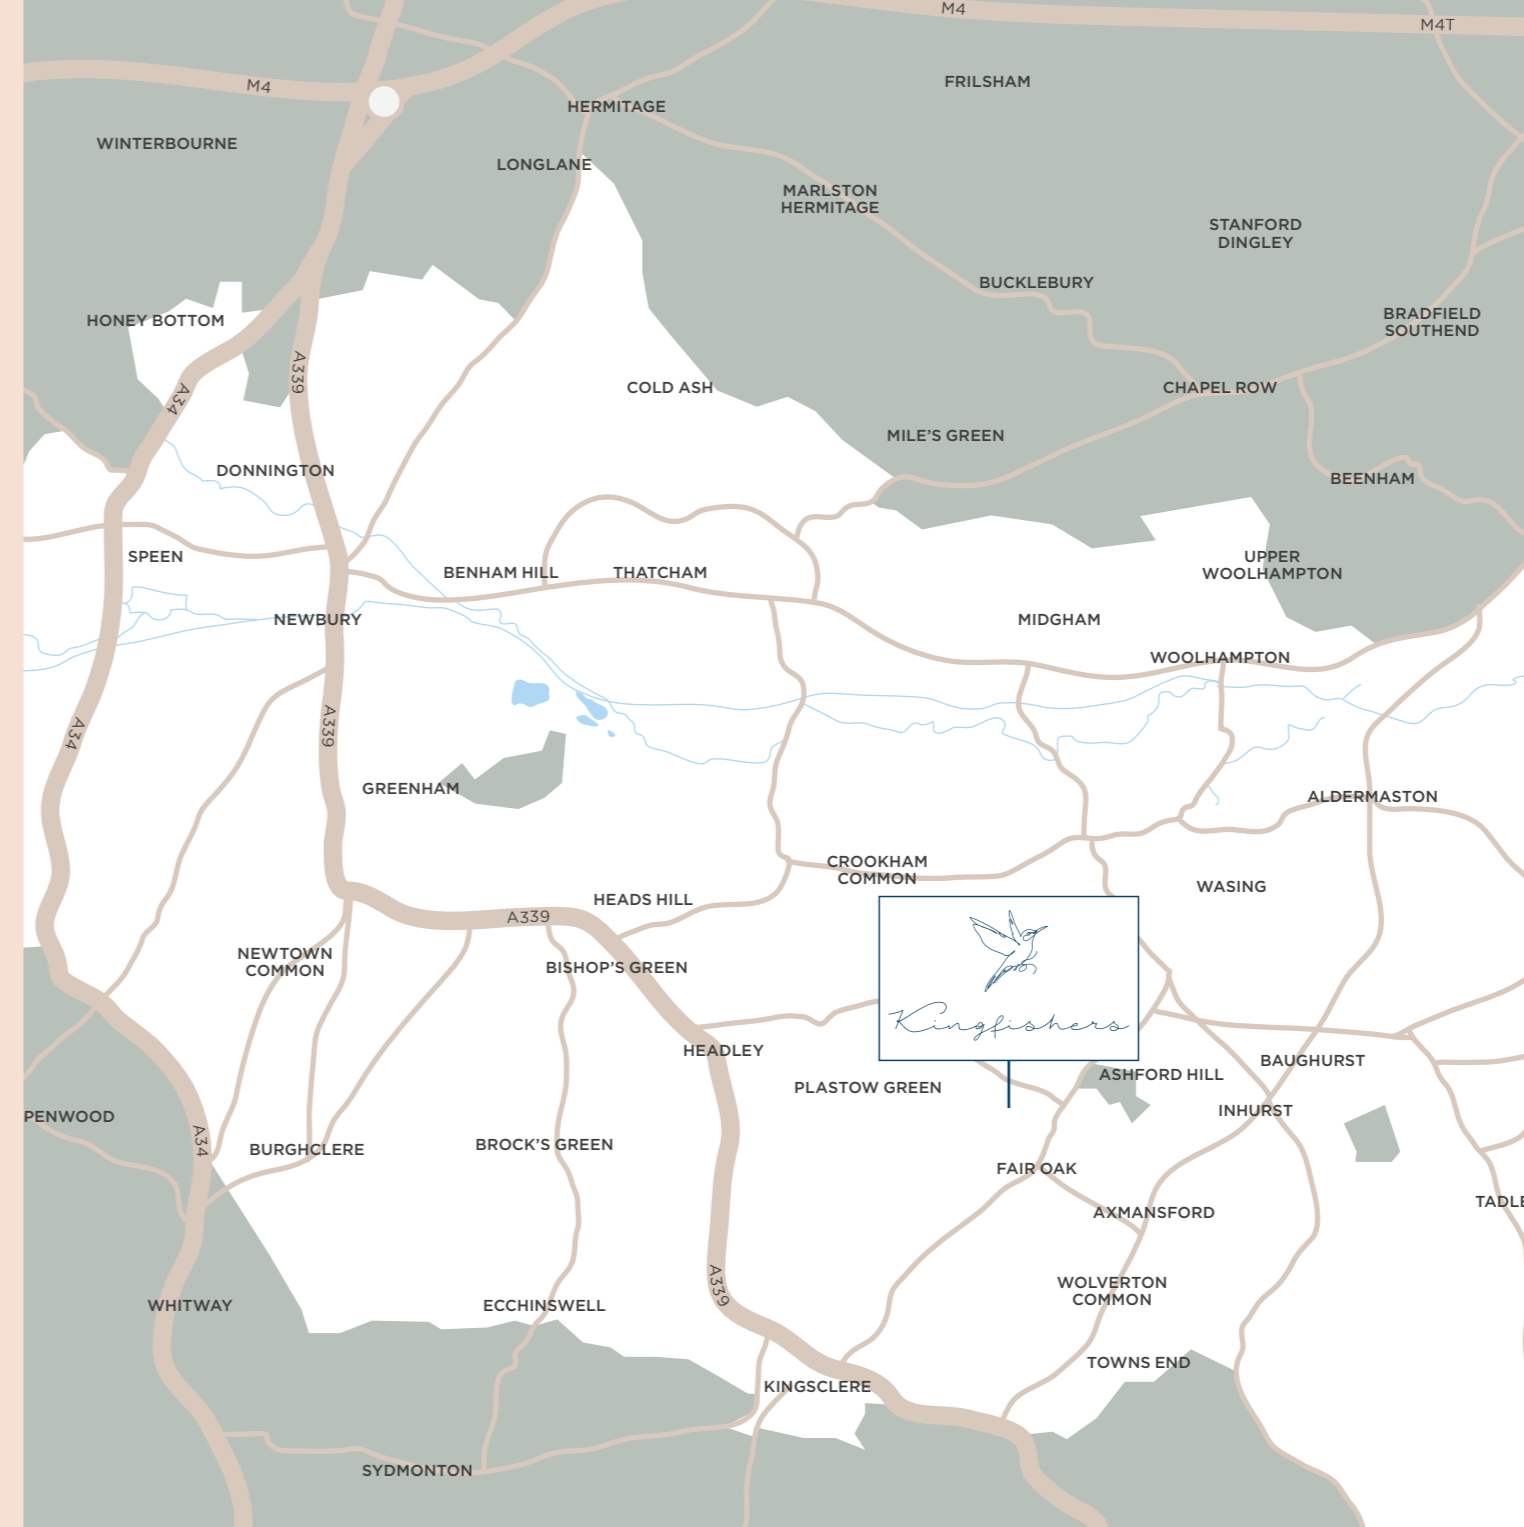 M4
M4T
M4
FRILSHAM
HERMITAGE
WINTERBOURNE
LONGLANE
MARLSTON
HERMITAGE
STANFORD
DINGLEY
BUCKLEBURY
HONEY BOTTOM
BRADFIELD
SOUTHEND
A339
A34
COLD ASH
CHAPEL ROW
MILE’S GREEN
DONNINGTON
BEENHAM
SPEEN
BENHAM HILL
THATCHAM
UPPER
WOOLHAMPTON
NEWBURY
MIDGHAM
WOOLHAMPTON
A34
A339
GREENHAM
ALDERMASTON
CROOKHAM
COMMON
WASING
HEADS HILL
A339
NEWTOWN
COMMON
BISHOP’S GREEN
Kingfishers
HEADLEY
BAUGHURST
PLASTOW GREEN
ASHFORD HILL
INHURST
PENWOOD
A34
BURGHCLERE
BROCK’S GREEN
FAIR OAK
TADLE
AXMANSFORD
A339
WOLVERTON
COMMON
WHITWAY
ECCHINSWELL
TOWNS END
KINGSCLERE
SYDMONTON